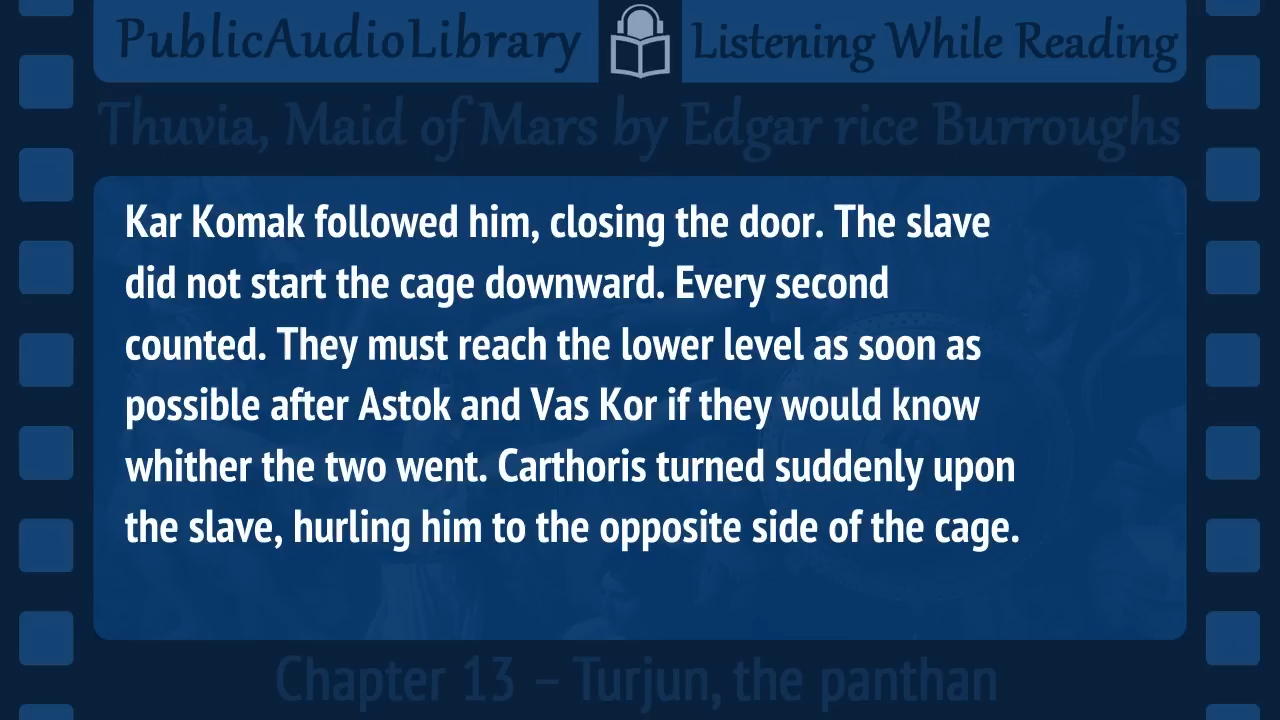 PublicAudioLibrary
Listening While Reading
Thuvia, Maid of Mars by Edgar rice Burroughs
Kar Komak followed him, closing the door. The slave
did not start the cage downward. Every second
counted. They must reach the lower level as soon as
possible after Astok and Vas Kor if they would know
whither the two went. Carthoris turned suddenly upon
the slave, hurling him to the opposite side of the cage.
Chapter 13 – Turjun, the panthan